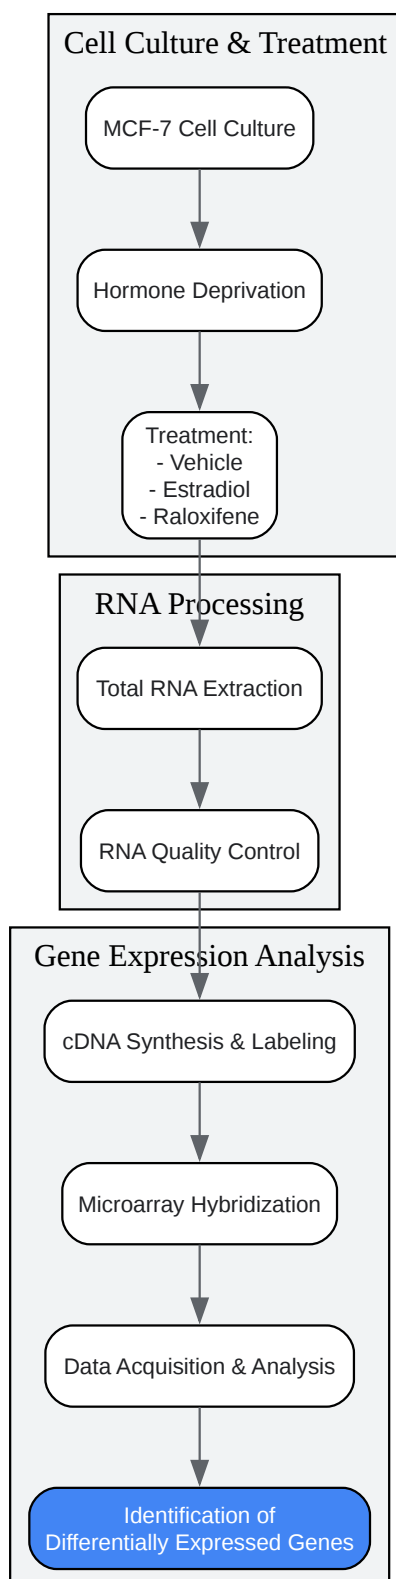 Cell Culture & Treatment
MCF-7 Cell Culture
Hormone Deprivation
Treatment:
- Vehicle
- Estradiol
- Raloxifene
RNA Processing
Total RNA Extraction
RNA Quality Control
Gene Expression Analysis
cDNA Synthesis & Labeling
Microarray Hybridization
Data Acquisition & Analysis
Identification of
Differentially Expressed Genes